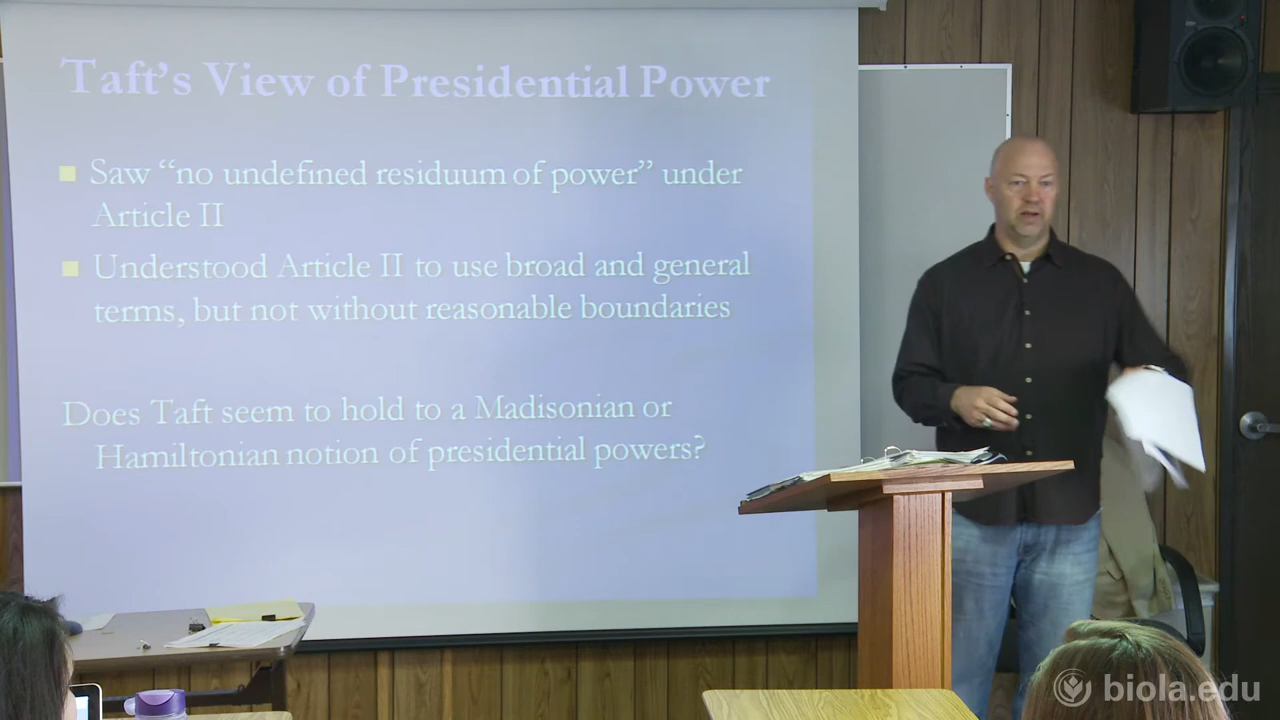 Taft's View of Presidential Power
Saw “no undefined residuum of power” under
Article II
Understood Article II to use broad and general
terms, but not without reasonable boundaries
Does Taft seem to hold to a Madisonian or
Hamiltonian notion of presidential powers?
biola.edu